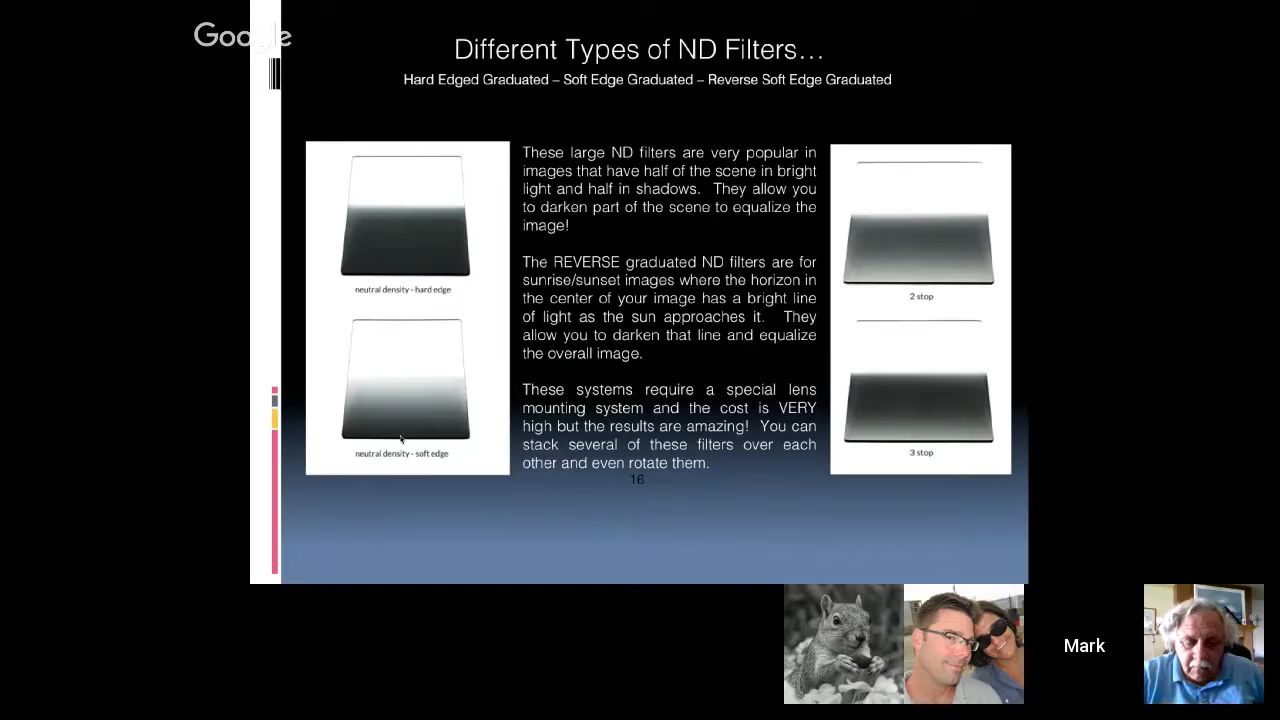 Google
Different Types of ND Filters...
Hard Edged Graduated – Soft Edge Graduated – Reverse Soft Edge Graduated
neutral density - hard edge
neutral density - soft edge
These large ND filters are very popular in
images that have half of the scene in bright
light and half in shadows. They allow you
to darken part of the scene to equalize the
image!
The REVERSE graduated ND filters are for
sunrise/sunset images where the horizon in
the center of your image has a bright line
of light as the sun approaches it. They
allow you to darken that line and equalize
the overall image.
These systems require a special lens
mounting system and the cost is VERY
high but the results are amazing! You can
stack several of these filters over each
other and even rotate them.
16
2 stop
3 stop
Mark